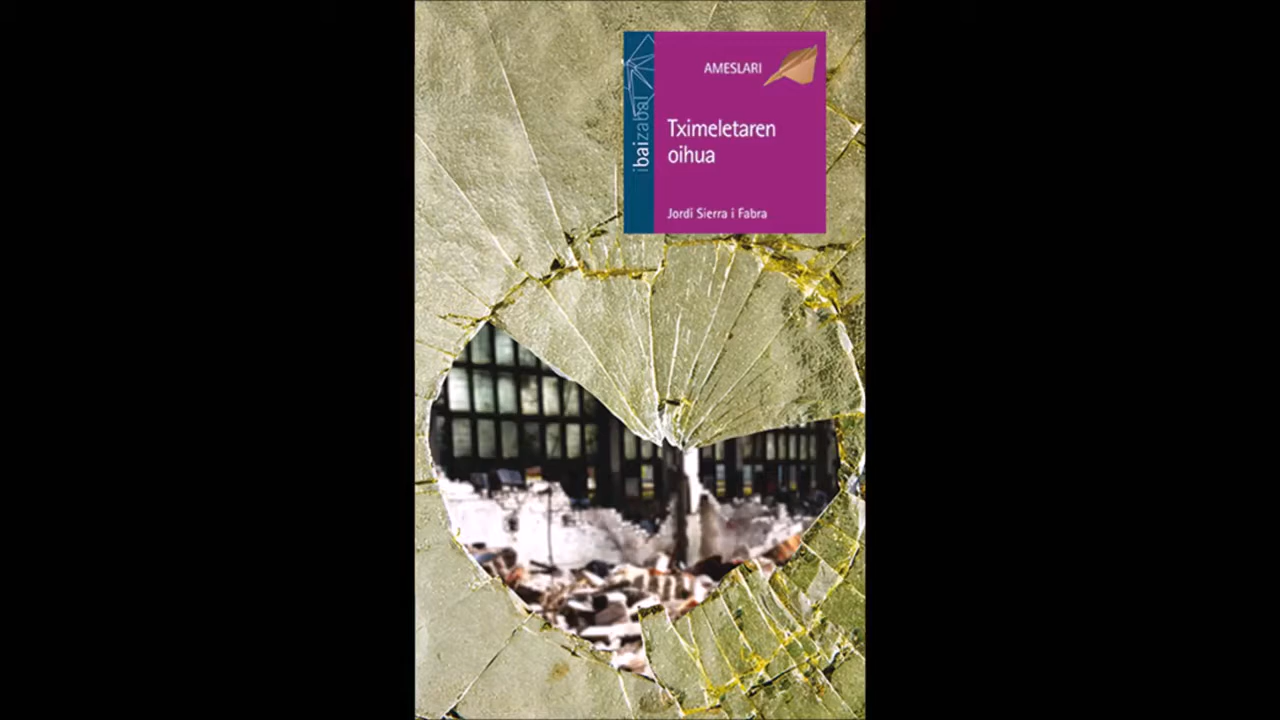 AMESLARI
Tximeletaren
oihua
Jordi Sierra i Fabra
ibaizabal